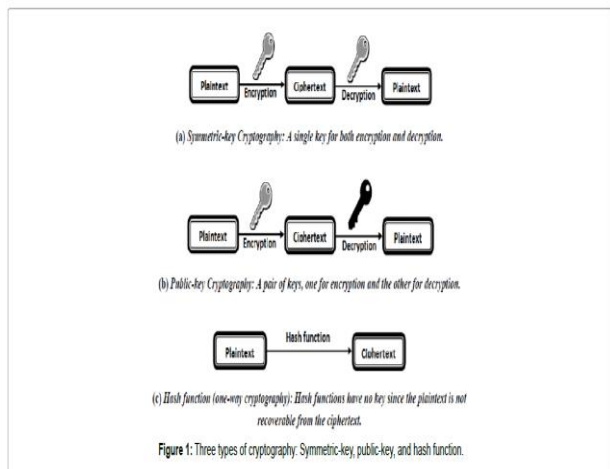 Plaintext
Encryption
Ciphertext
Decryption
Plaintext
(a) Symmetric-key Cryptography: A single key for both encryption and decryption.
Plaintext
Encryption
Ciphertext
Decryption
Plaintext
(b) Public-key Cryptography: A pair of keys, one for encryption and the other for decryption.
Plaintext
Hash function
Ciphertext
(c) Hash function (one-way cryptography): Hash functions have no key since the plaintext is not
recoverable from the ciphertext.
Figure 1: Three types of cryptography: Symmetric-key, public-key, and hash function.